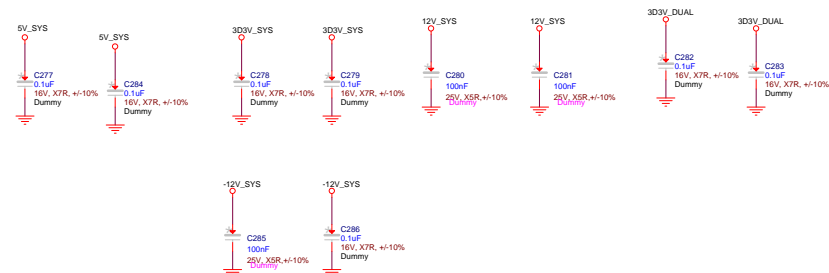 5V_SYS
C277
0.1uF
16V, X7R, +/-10%
Dummy
5V_SYS
C284
0.1uF
16V, X7R, +/-10%
Dummy
3D3V_SYS
C278
0.1uF
16V, X7R, +/-10%
Dummy
3D3V_SYS
C279
0.1uF
16V, X7R, +/-10%
Dummy
12V_SYS
C280
100nF
25V, X5R,+/-10%
Dummy
12V_SYS
C281
100nF
25V, X5R,+/-10%
Dummy
3D3V_DUAL
C282
0.1uF
16V, X7R, +/-10%
Dummy
3D3V_DUAL
C283
0.1uF
16V, X7R, +/-10%
Dummy
-12V_SYS
C285
100nF
25V, X5R,+/-10%
Dummy
-12V_SYS
C286
0.1uF
16V, X7R, +/-10%
Dummy